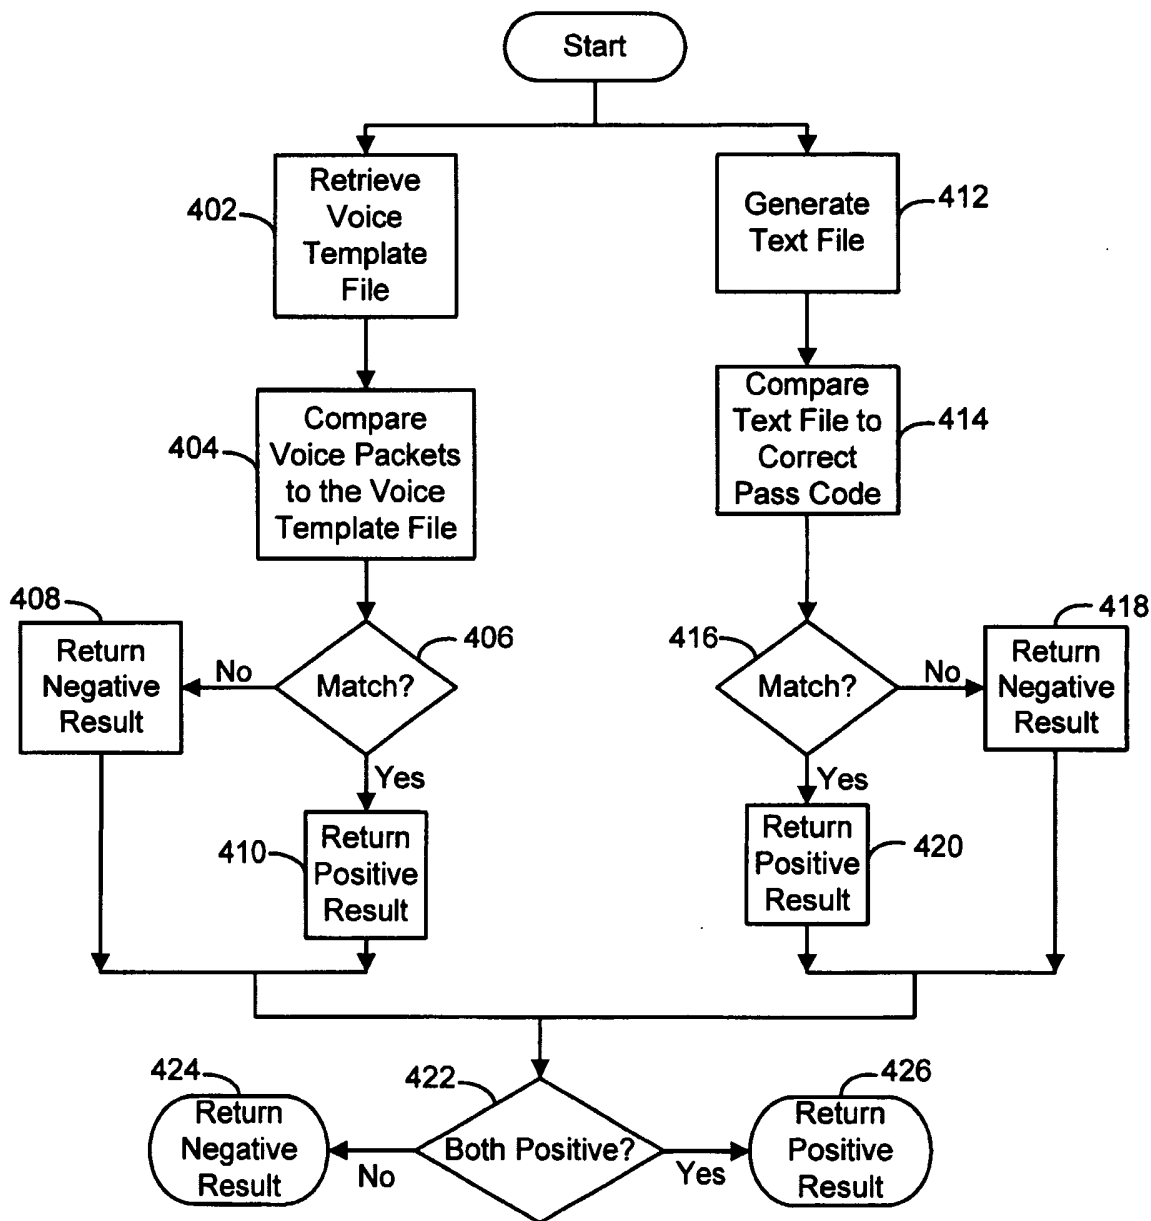 Start
402
Retrieve
Voice
Template
File
Generate
Text File
412
404
Compare
Voice Packets
to the Voice
Template File
Compare
Text File to
Correct
Pass Code
414
408
Return
Negative
Result
No
Match?
406
Yes
416
Match?
No
418
Return
Negative
Result
Yes
410
Return
Positive
Result
Return
Positive
Result
420
424
Return
Negative
Result
No
422
Both Positive?
Yes
426
Return
Positive
Result